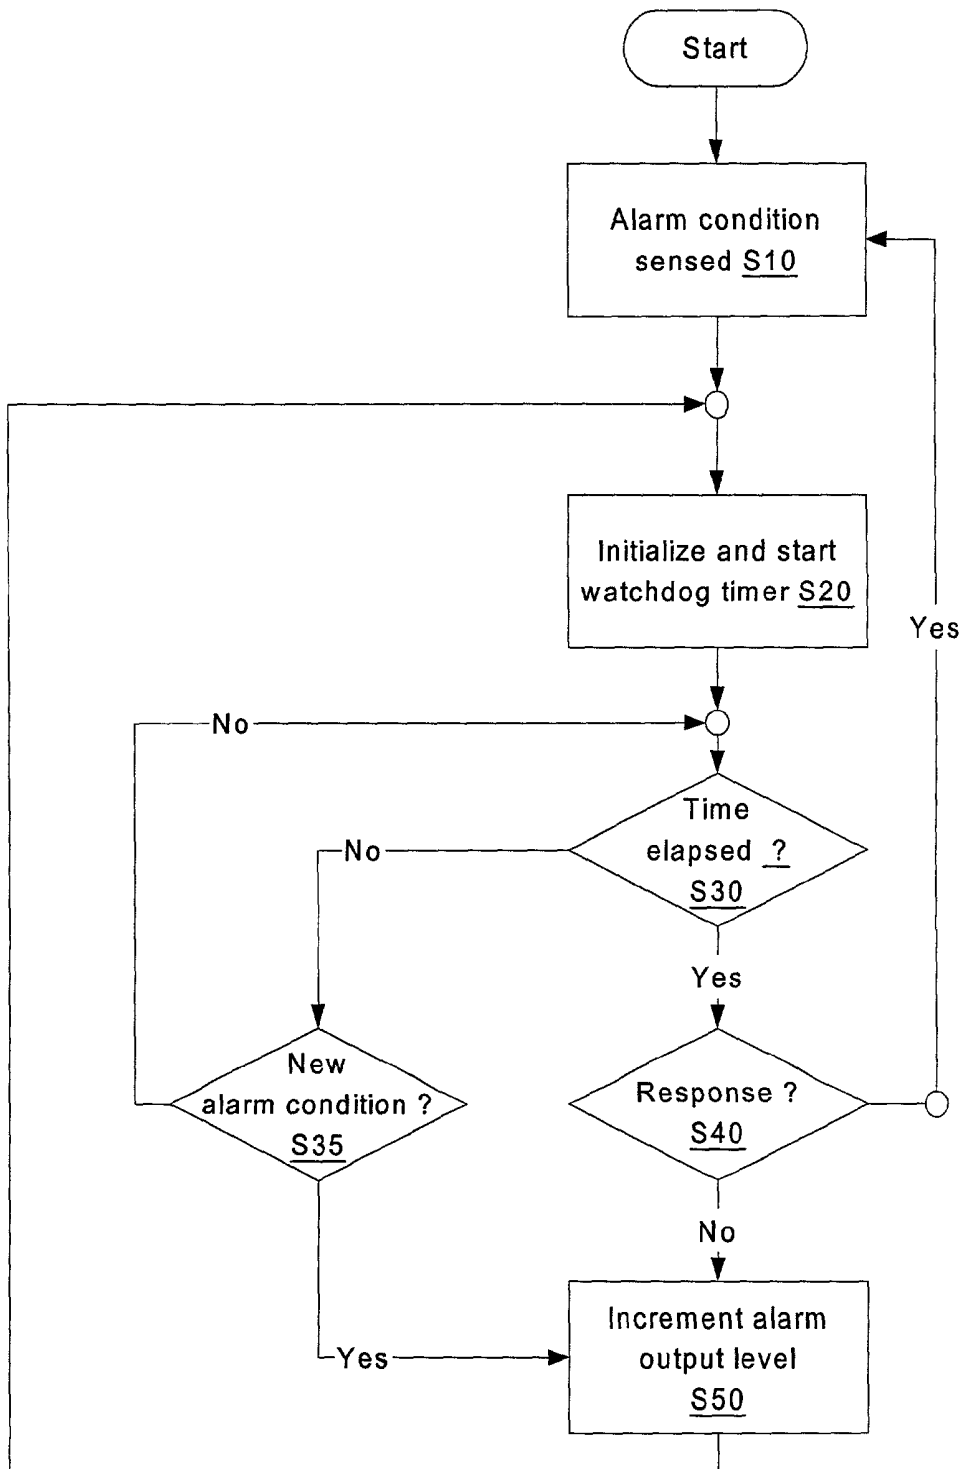 Start
Alarm condition
sensed S10
Initialize and start
watchdog timer S20
Yes
No
Time
elapsed ?
S30
No
Yes
New
alarm condition ?
S35
Response ?
S40
No
Increment alarm
output level
S50
Yes